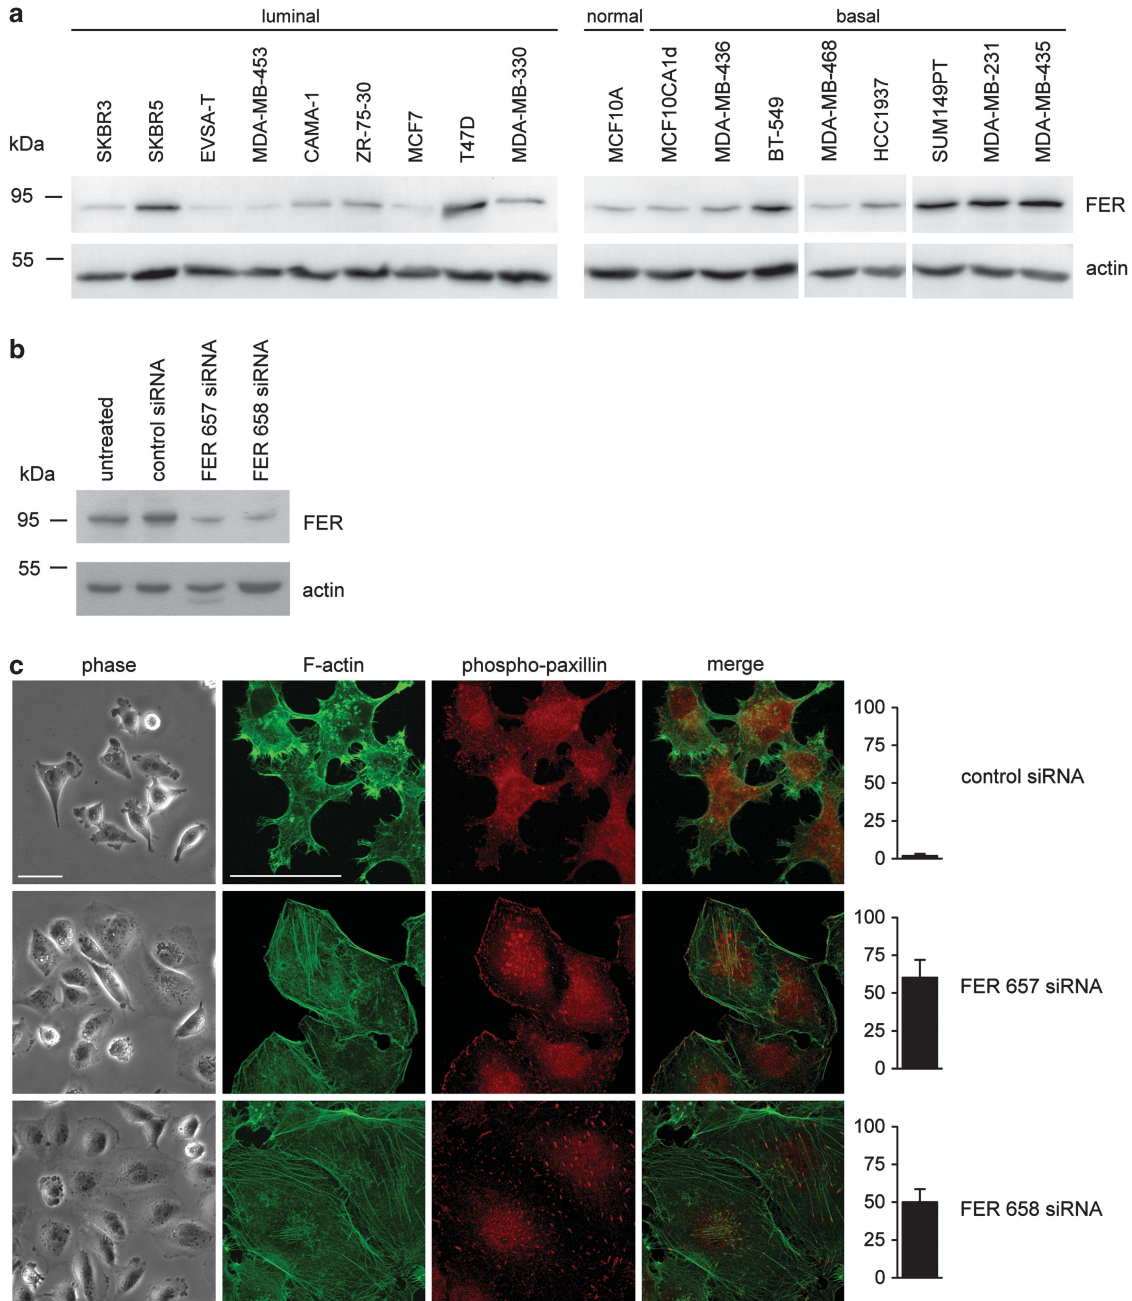 a
luminal normal basal
kDa SKBR3 SKBR5 EVSA-T MDA-MB-453 CAMA-1 ZR-75-30 MCF7 T47D MDA-MB-330 MCF10A MCF10CA1d MDA-MB-436 BT-549 MDA-MB-468 HCC1937 SUM149PT MDA-MB-231 MDA-MB-435
95 FER
55 actin
b
kDa untreated control siRNA FER 657 siRNA FER 658 siRNA
95 FER
55 actin
c
phase F-actin phospho-paxillin merge
100
75
50
25
0
control siRNA
100
75
50
25
0
FER 657 siRNA
100
75
50
25
0
FER 658 siRNA